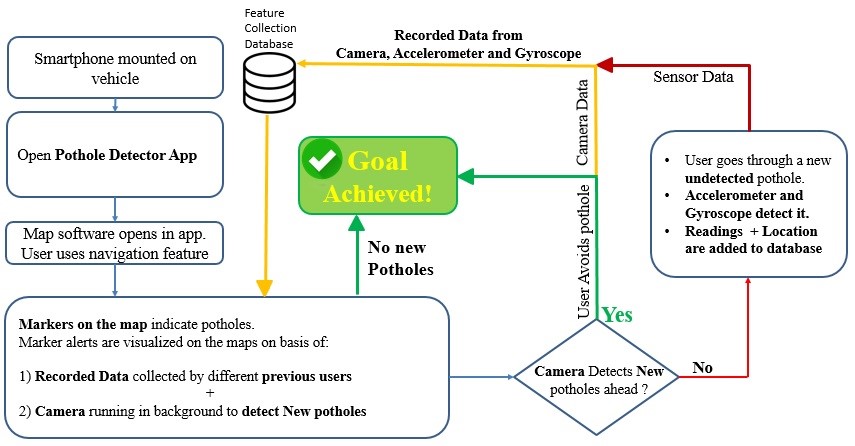 Feature
Collection
Database
Recorded Data from
Camera, Accelerometer and Gyroscope
Smartphone mounted on
vehicle
Open Pothole Detector App
Map software opens in app.
User uses navigation feature
Goal
Achieved!
No new
Potholes
Camera Data
User Avoids pothole
Sensor Data
• User goes through a new
undetected pothole.
• Accelerometer and
Gyroscope detect it.
• Readings + Location
are added to database
Markers on the map indicate potholes.
Marker alerts are visualized on the maps on basis of:
1) Recorded Data collected by different previous users
+
2) Camera running in background to detect New potholes
Yes
Camera Detects New
potholes ahead ?
No